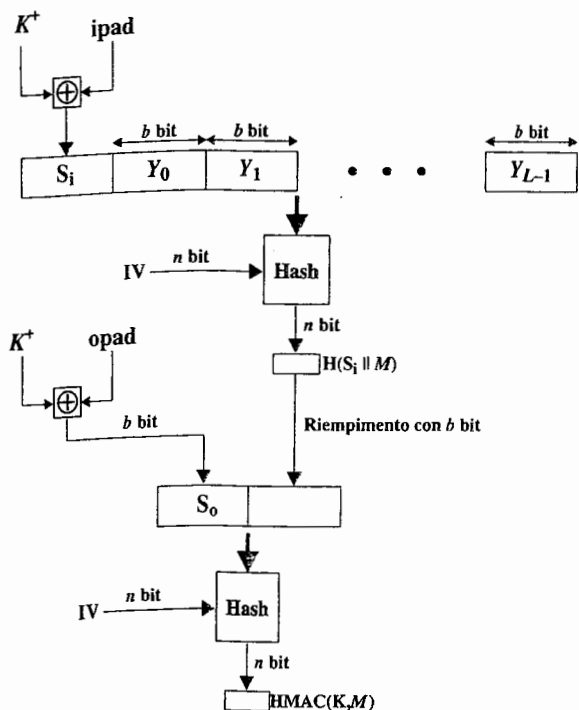 K⁺ ipad
⊕
b bit b bit b bit
Sᵢ Y₀ Y₁ • • • Y_{L–1}
IV n bit Hash
n bit
H(Sᵢ || M)
K⁺ opad
⊕
b bit
Riempimento con b bit
Sₒ
IV n bit Hash
n bit
HMAC(K,M)